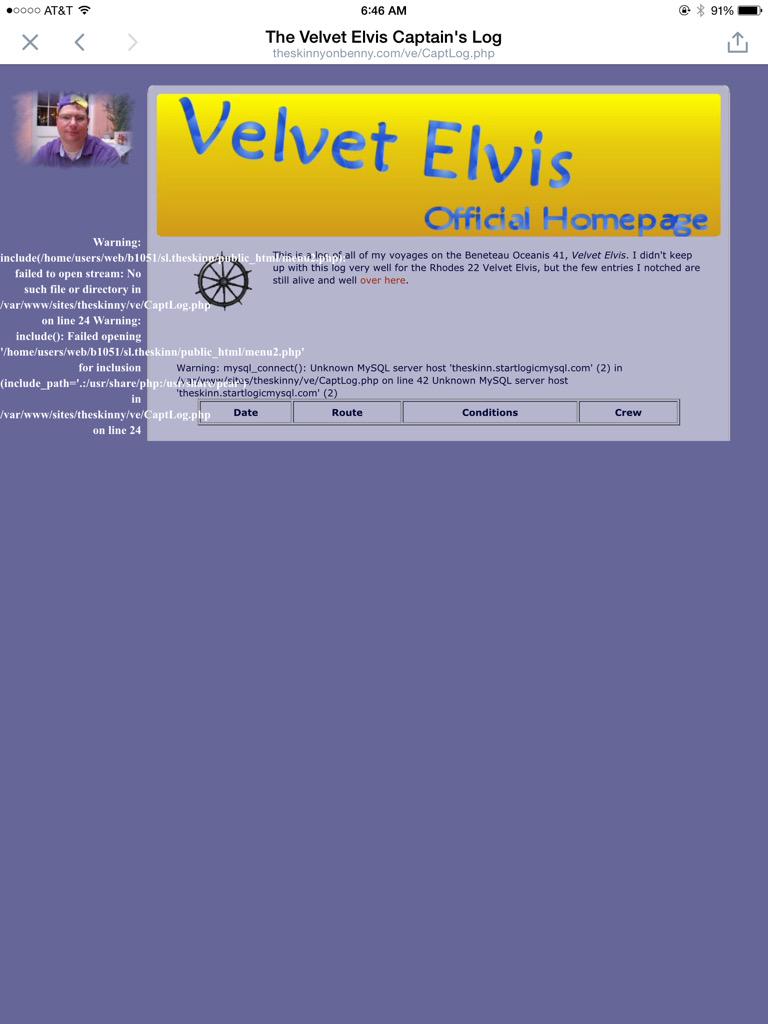 AT&T 6:46 AM 91%
The Velvet Elvis Captain's Log
theskinnyonbenny.com/ve/CaptLog.php
Velvet Elvis
Official Homepage
Warning:
include(/home/users/web/b1051/sl.theskinn/public_html/menu2.php):
failed to open stream: No
such file or directory in
/var/www/sites/theskinny/ve/CaptLog.php
on line 24 Warning:
include(): Failed opening
'/home/users/web/b1051/sl.theskinn/public_html/menu2.php'
for inclusion
(include_path='.:/usr/share/php:/usr/share/pear')
in
/var/www/sites/theskinny/ve/CaptLog.php
on line 24
This is a log of all of my voyages on the Beneteau Oceanis 41, Velvet Elvis. I didn't keep
up with this log very well for the Rhodes 22 Velvet Elvis, but the few entries I notched are
still alive and well over here.
Warning: mysql_connect(): Unknown MySQL server host 'theskinn.startlogicmysql.com' (2) in
/var/www/sites/theskinny/ve/CaptLog.php on line 42 Unknown MySQL server host
'theskinn.startlogicmysql.com' (2)
Date Route Conditions Crew